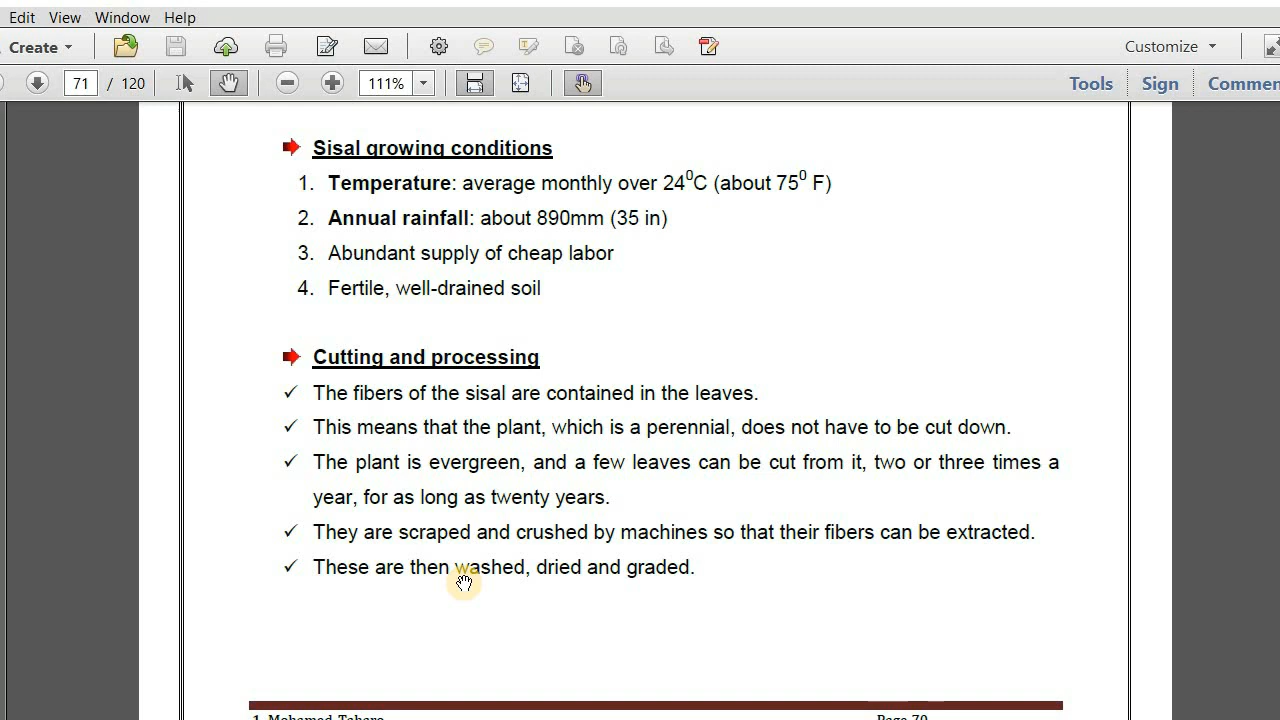 Edit View Window Help
Create Customize
71 / 120 111% Tools Sign Commen
Sisal growing conditions
1. Temperature: average monthly over 24⁰C (about 75⁰ F)
2. Annual rainfall: about 890mm (35 in)
3. Abundant supply of cheap labor
4. Fertile, well-drained soil
Cutting and processing
✓ The fibers of the sisal are contained in the leaves.
✓ This means that the plant, which is a perennial, does not have to be cut down.
✓ The plant is evergreen, and a few leaves can be cut from it, two or three times a
year, for as long as twenty years.
✓ They are scraped and crushed by machines so that their fibers can be extracted.
✓ These are then washed, dried and graded.
Mohamed Page 70